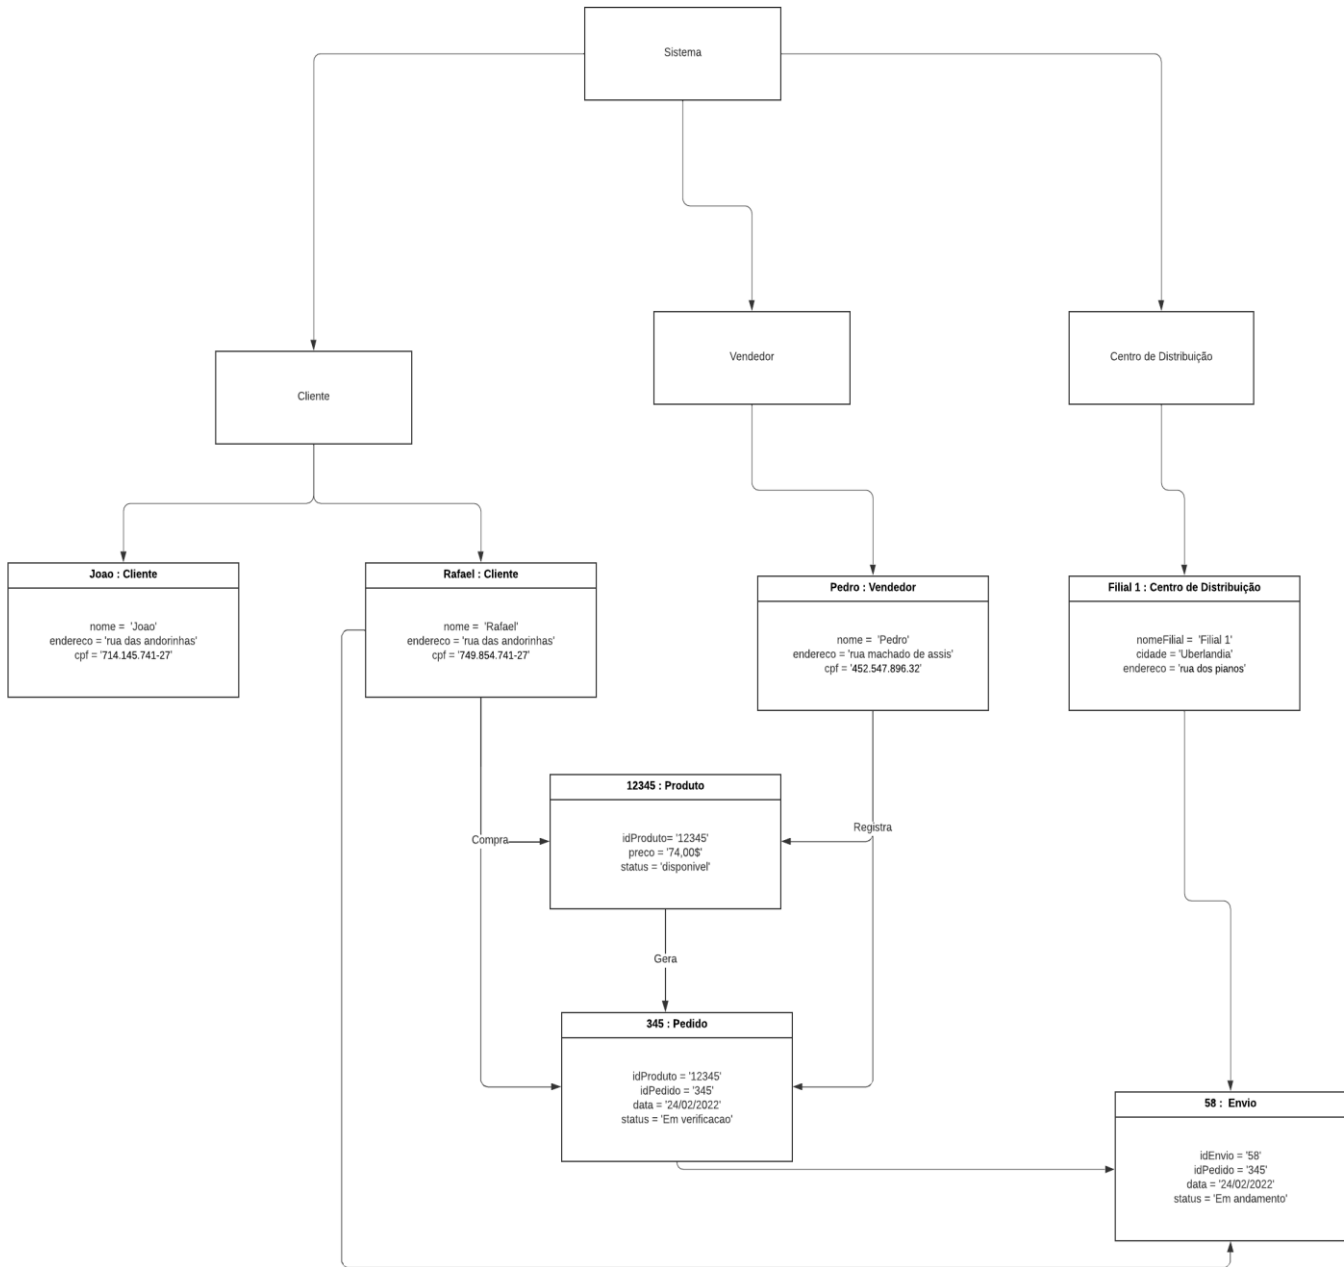 Sistema
Vendedor
Centro de Distribuição
Cliente
Joao : Cliente
nome =  'Joao'
endereco = 'rua das andorinhas'
cpf = '714.145.741-27'
Rafael : Cliente
nome =  'Rafael'
endereco = 'rua das andorinhas'
cpf = '749.854.741-27'
Pedro : Vendedor
nome =  'Pedro'
endereco = 'rua machado de assis'
cpf = '452.547.896.32'
Filial 1 : Centro de Distribuição
nomeFilial =  'Filial 1'
cidade = 'Uberlandia'
endereco = 'rua dos pianos'
12345 : Produto
idProduto= '12345'
preco = '74,00$'
status = 'disponivel'
Compra
Registra
Gera
345 : Pedido
idProduto = '12345'
idPedido = '345'
data = '24/02/2022'
status = 'Em verificacao'
58 :  Envio
idEnvio = '58'
idPedido = '345'
data = '24/02/2022'
status = 'Em andamento'